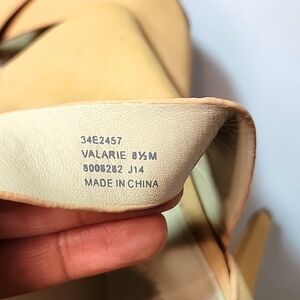 34E2457
VALARIE 8½M
8008282 J14
MADE IN CHINA